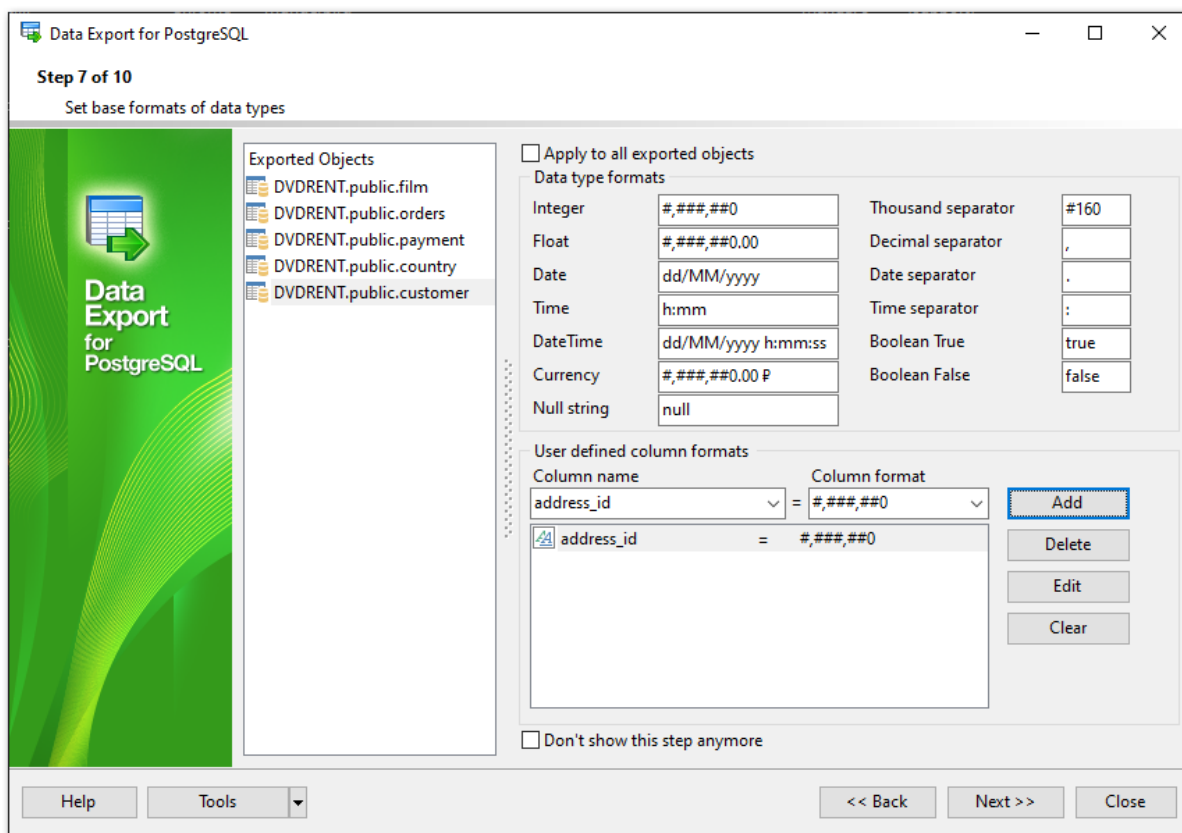 Data Export for PostgreSQL
Step 7 of 10
Set base formats of data types
Data
Export
for
PostgreSQL
Exported Objects
DVDRENT.public.film
DVDRENT.public.orders
DVDRENT.public.payment
DVDRENT.public.country
DVDRENT.public.customer
Apply to all exported objects
Data type formats
Integer #,###,##0 Thousand separator #160
Float #,###,##0.00 Decimal separator ,
Date dd/MM/yyyy Date separator .
Time h:mm Time separator :
DateTime dd/MM/yyyy h:mm:ss Boolean True true
Currency #,###,##0.00 ₽ Boolean False false
Null string null
User defined column formats
Column name Column format
address_id = #,###,##0 Add
address_id = #,###,##0
Delete
Edit
Clear
Don't show this step anymore
Help Tools << Back Next >> Close